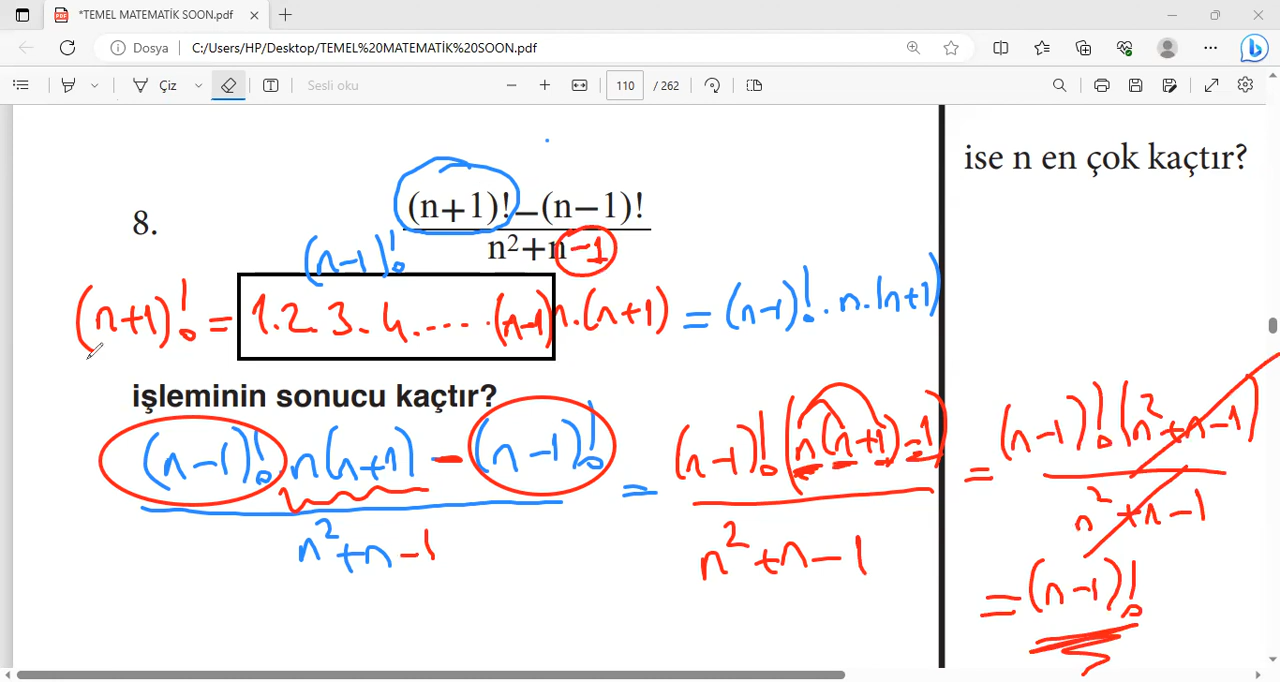 *TEMEL MATEMATİK SOON.pdf
Dosya C:/Users/HP/Desktop/TEMEL%20MATEMATİK%20SOON.pdf
Çiz Sesli oku 110 / 262
ise n en çok kaçtır?
8. (n+1)!-(n-1)!
n²+n-1
(n-1)!
(n+1)! = 1.2.3.4......(n-1)n.(n+1) = (n-1)!.n.(n+1)
işleminin sonucu kaçtır?
(n-1)! n(n+1) - (n-1)! = (n-1)! (n(n+1)-1) = (n-1)! (n²+n-1)
n²+n-1 n²+n-1 n²+n-1
= (n-1)!